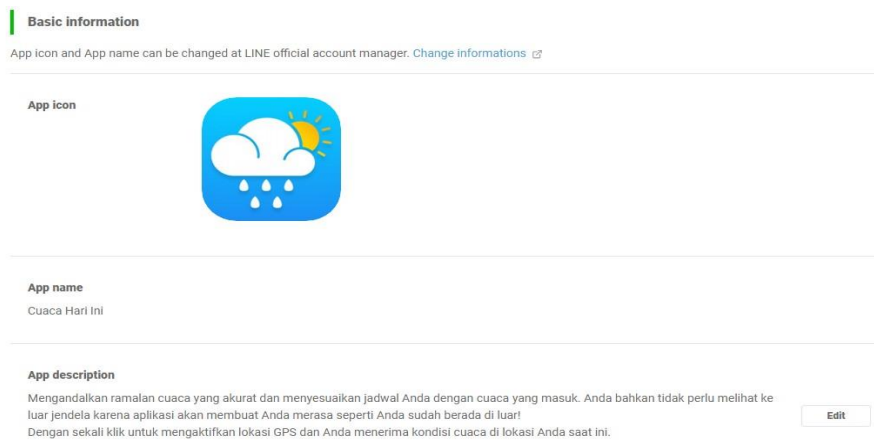 Basic information
App icon and App name can be changed at LINE official account manager. Change informations
App icon
App name
Cuaca Hari Ini
App description
Mengandalkan ramalan cuaca yang akurat dan menyesuaikan jadwal Anda dengan cuaca yang masuk. Anda bahkan tidak perlu melihat ke
luar jendela karena aplikasi akan membuat Anda merasa seperti Anda sudah berada di luar!
Dengan sekali klik untuk mengaktifkan lokasi GPS dan Anda menerima kondisi cuaca di lokasi Anda saat ini.
Edit